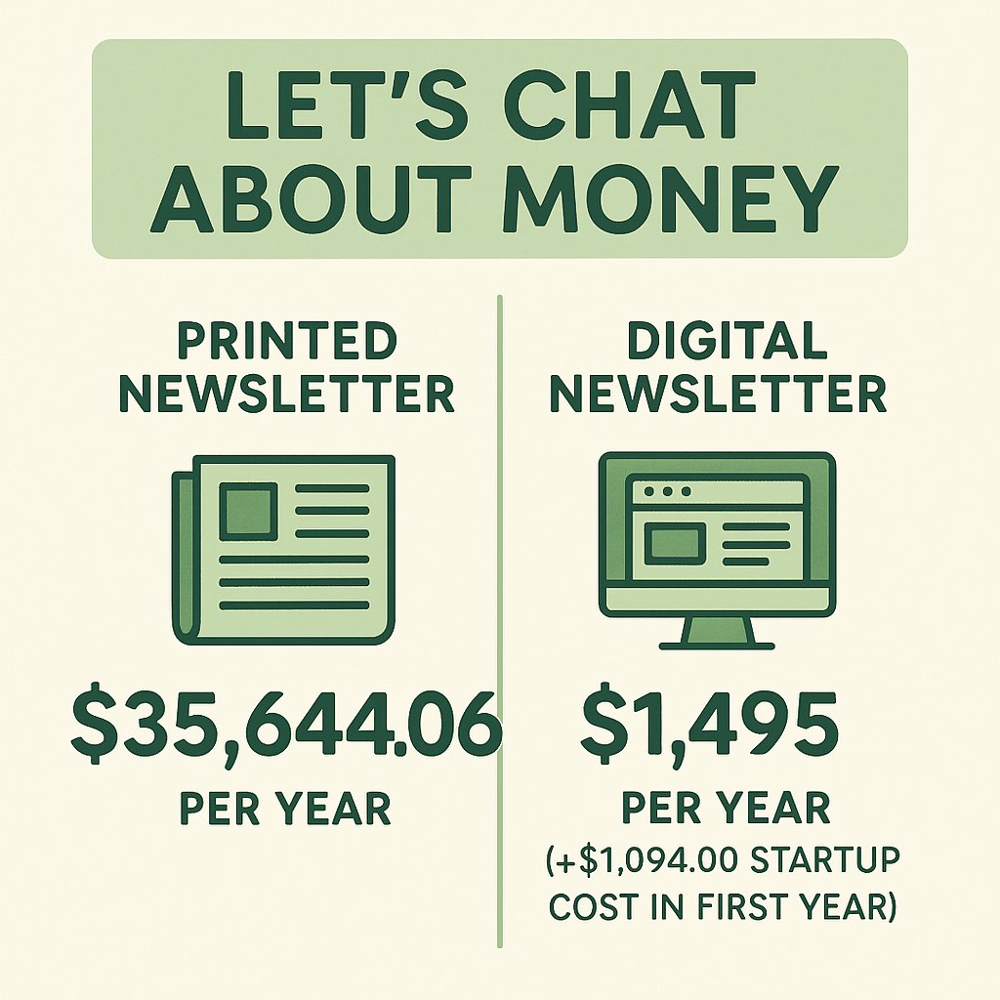 LET'S CHAT
ABOUT MONEY
PRINTED
NEWSLETTER
$35,644.06
PER YEAR
DIGITAL
NEWSLETTER
$1,495
PER YEAR
(+$1,094.00 STARTUP
COST IN FIRST YEAR)